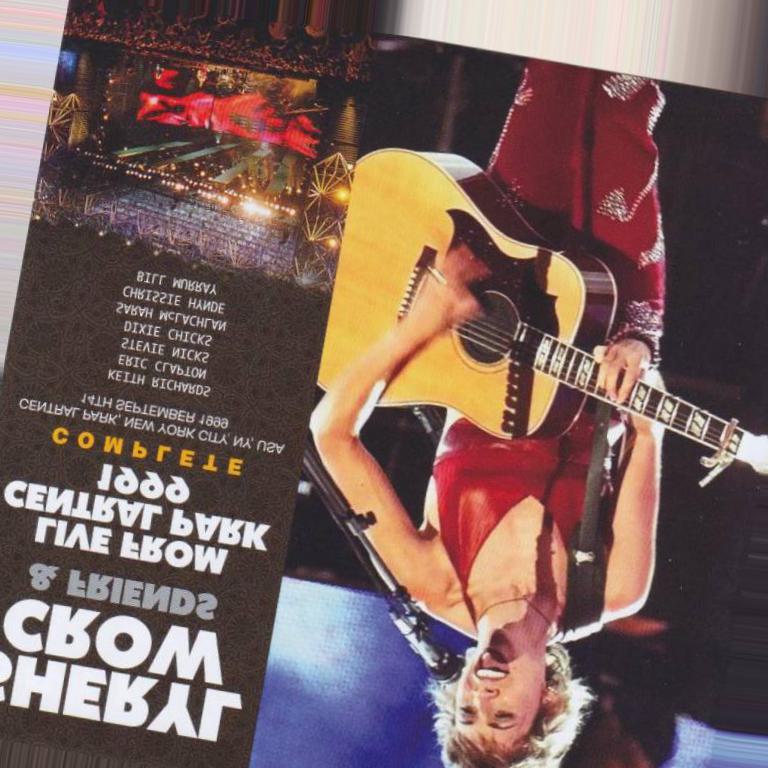 SHERYL
CROW
& FRIENDS
LIVE FROM
CENTRAL PARK
1999
COMPLETE
CENTRAL PARK, NEW YORK CITY, NY, USA
14TH SEPTEMBER 1999
KEITH RICHARDS
ERIC CLAPTON
STEVIE NICKS
DIXIE CHICKS
SARAH McLACHLAN
CHRISSIE HYNDE
BILL MURRAY